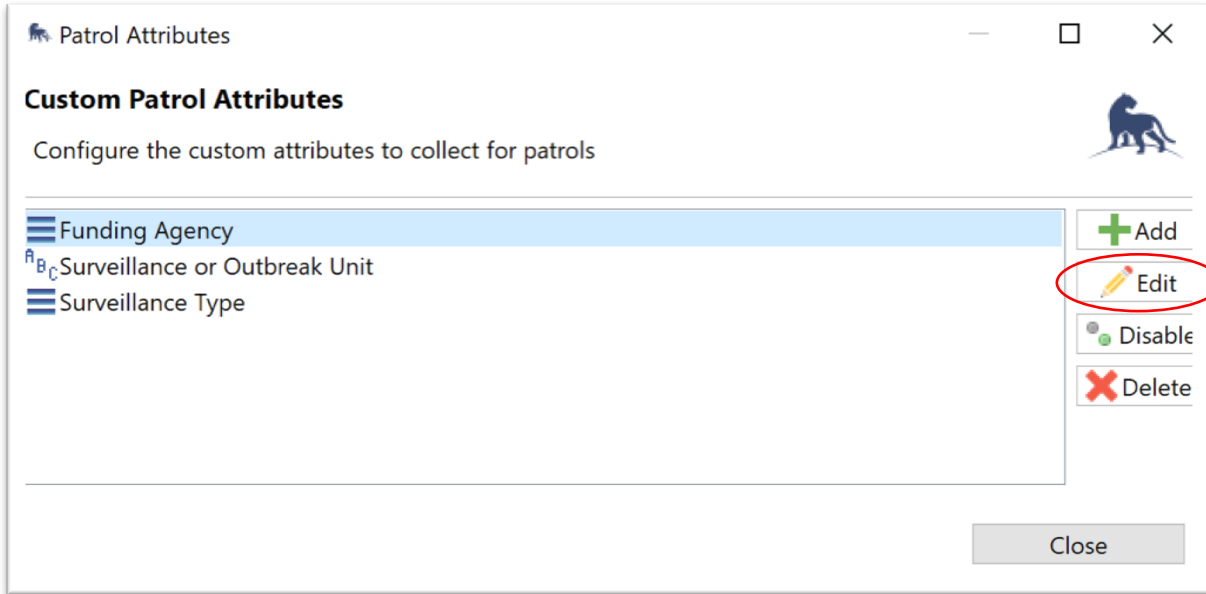 Patrol Attributes
Custom Patrol Attributes
Configure the custom attributes to collect for patrols
Funding Agency
ABC Surveillance or Outbreak Unit
Surveillance Type
Add
Edit
Disable
Delete
Close